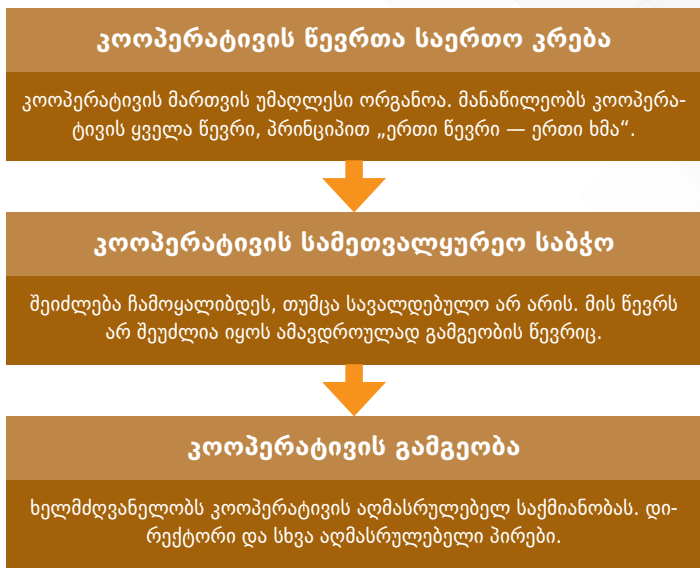 კოოპერატივის წევრთა საერთო კრება
კოოპერატივის მართვის უმაღლესი ორგანოა. მანაწილეობს კოოპერა-
ტივის ყველა წევრი, პრინციპით „ერთი წევრი — ერთი ხმა“.
კოოპერატივის სამეთვალყურეო საბჭო
შეიძლება ჩამოყალიბდეს, თუმცა სავალდებულო არ არის. მის წევრს
არ შეუძლია იყოს ამავდროულად გამგეობის წევრიც.
კოოპერატივის გამგეობა
ხელმძღვანელობს კოოპერატივის აღმასრულებელ საქმიანობას. დი-
რექტორი და სხვა აღმასრულებელი პირები.